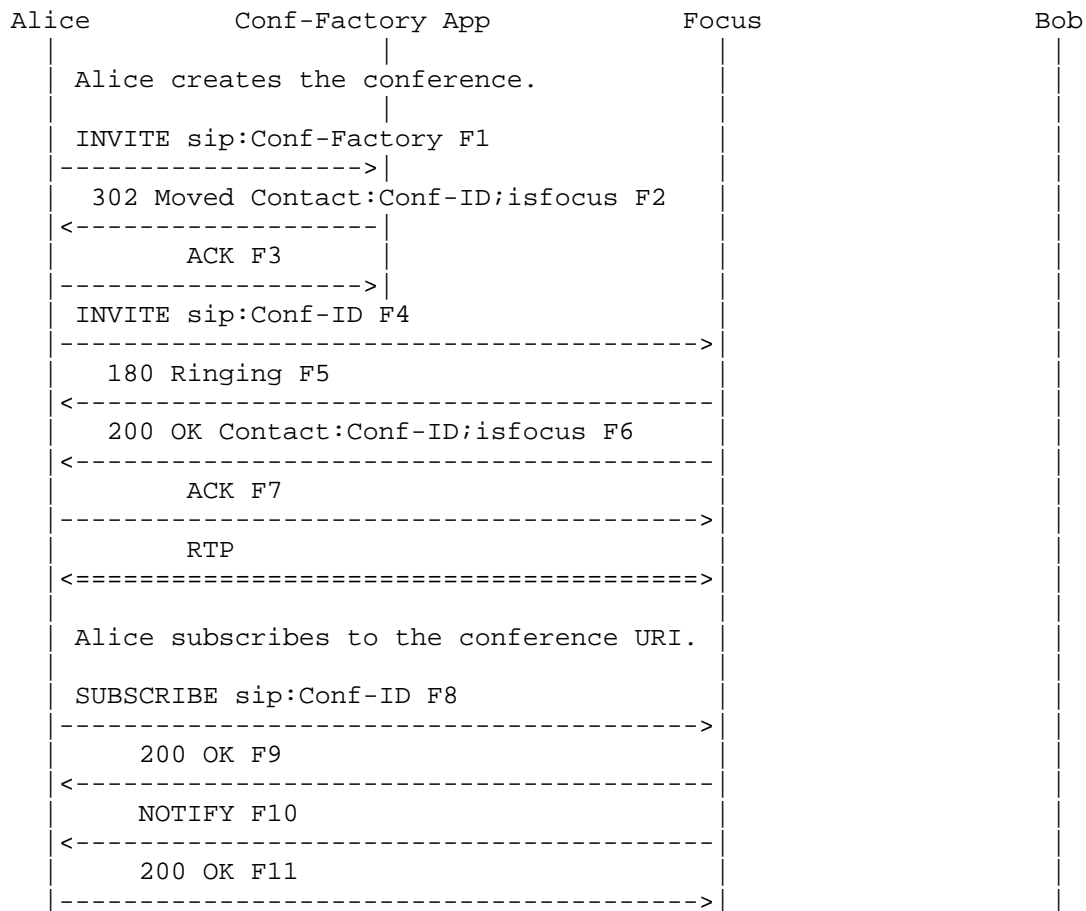 Alice Conf-Factory App Focus Bob
Alice creates the conference.
INVITE sip:Conf-Factory F1
302 Moved Contact:Conf-ID;isfocus F2
ACK F3
INVITE sip:Conf-ID F4
180 Ringing F5
200 OK Contact:Conf-ID;isfocus F6
ACK F7
RTP
Alice subscribes to the conference URI.
SUBSCRIBE sip:Conf-ID F8
200 OK F9
NOTIFY F10
200 OK F11